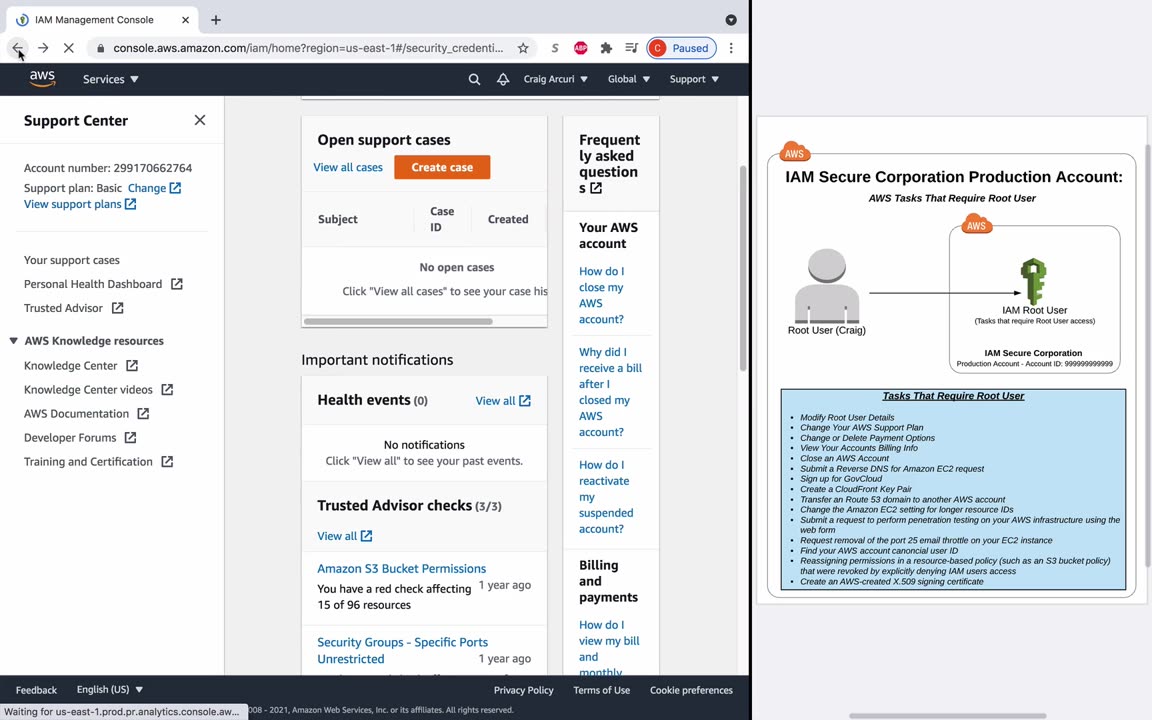 IAM Management Console
console.aws.amazon.com/iam/home?region=us-east-1#/security_credenti...
S
ABP
C
Paused
aws
Services
Craig Arcuri
Global
Support
Support Center
Account number: 299170662764
Support plan: Basic Change
View support plans
Your support cases
Personal Health Dashboard
Trusted Advisor
AWS Knowledge resources
Knowledge Center
Knowledge Center videos
AWS Documentation
Developer Forums
Training and Certification
Open support cases
View all cases
Create case
Subject
Case
ID
Created
No open cases
Click "View all cases" to see your case his
Important notifications
Health events (0)
View all
No notifications
Click "View all" to see your past events.
Trusted Advisor checks (3/3)
View all
Amazon S3 Bucket Permissions
You have a red check affecting
15 of 96 resources
1 year ago
Security Groups - Specific Ports
Unrestricted
1 year ago
Frequent
ly asked
question
s
Your AWS
account
How do I
close my
AWS
account?
Why did I
receive a bill
after I
closed my
AWS
account?
How do I
reactivate
my
suspended
account?
Billing
and
payments
How do I
view my bill
and
monthly
Feedback
English (US)
Privacy Policy
Terms of Use
Cookie preferences
Waiting for us-east-1.prod.pr.analytics.console.aw...
008 - 2021, Amazon Web Services, Inc. or its affiliates. All rights reserved.
AWS
IAM Secure Corporation Production Account:
AWS Tasks That Require Root User
AWS
Root User (Craig)
IAM Root User
(Tasks that require Root User access)
IAM Secure Corporation
Production Account - Account ID: 999999999999
Tasks That Require Root User
• Modify Root User Details
• Change Your AWS Support Plan
• Change or Delete Payment Options
• View Your Accounts Billing Info
• Close an AWS Account
• Submit a Reverse DNS for Amazon EC2 request
• Sign up for GovCloud
• Create a CloudFront Key Pair
• Transfer an Route 53 domain to another AWS account
• Change the Amazon EC2 setting for longer resource IDs
• Submit a request to perform penetration testing on your AWS infrastructure using the
web form
• Request removal of the port 25 email throttle on your EC2 instance
• Find your AWS account canoncial user ID
• Reassigning permissions in a resource-based policy (such as an S3 bucket policy)
that were revoked by explicitly denying IAM users access
• Create an AWS-created X.509 signing certificate